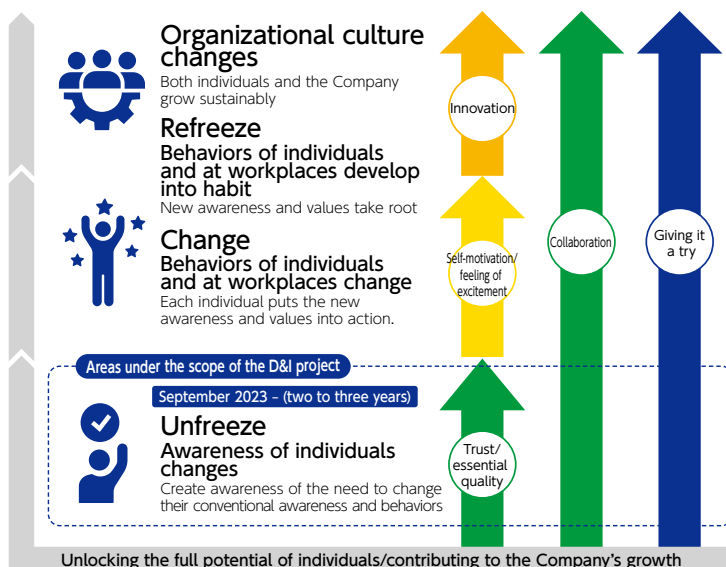 Organizational culture
changes
Both individuals and the Company
grow sustainably
Refreeze
Behaviors of individuals
and at workplaces develop
into habit
New awareness and values take root
Change
Behaviors of individuals
and at workplaces change
Each individual puts the new
awareness and values into action.
Areas under the scope of the D&I project
September 2023 – (two to three years)
Unfreeze
Awareness of individuals
changes
Create awareness of the need to change
their conventional awareness and behaviors
Innovation
Self-motivation/
feeling of
excitement
Trust/
essential
quality
Collaboration
Giving it
a try
Unlocking the full potential of individuals/contributing to the Company's growth